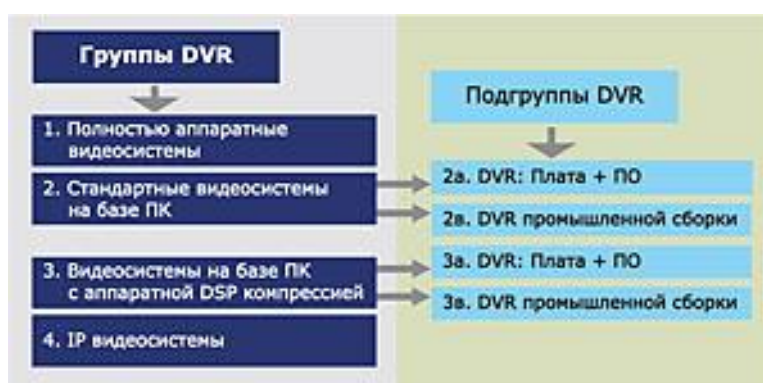 Группы DVR
1. Полностью аппаратные
видеосистемы
2. Стандартные видеосистемы
на базе ПК
3. Видеосистемы на базе ПК
с аппаратной DSP компрессией
4. IP видеосистемы
Подгруппы DVR
2а. DVR: Плата + ПО
2в. DVR промышленной сборки
3а. DVR: Плата + ПО
3в. DVR промышленной сборки